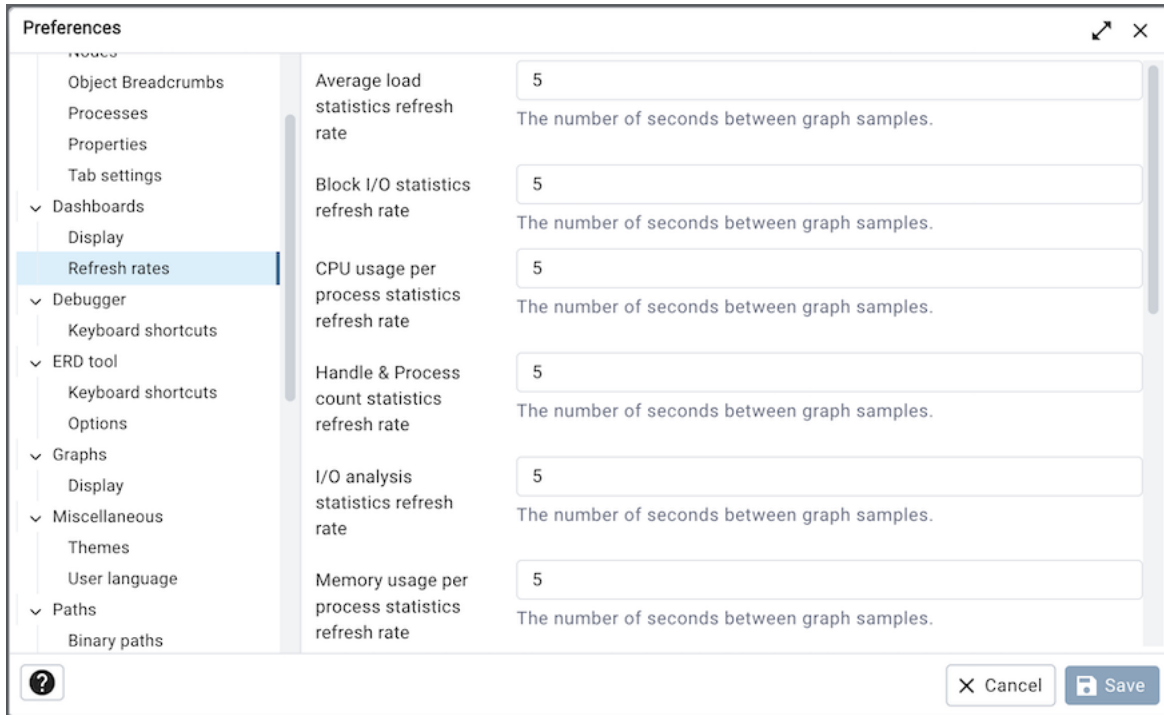 Preferences
Nodes
Object Breadcrumbs
Processes
Properties
Tab settings
Dashboards
Display
Refresh rates
Debugger
Keyboard shortcuts
ERD tool
Keyboard shortcuts
Options
Graphs
Display
Miscellaneous
Themes
User language
Paths
Binary paths
Average load
statistics refresh
rate
5
The number of seconds between graph samples.
Block I/O statistics
refresh rate
5
The number of seconds between graph samples.
CPU usage per
process statistics
refresh rate
5
The number of seconds between graph samples.
Handle & Process
count statistics
refresh rate
5
The number of seconds between graph samples.
I/O analysis
statistics refresh
rate
5
The number of seconds between graph samples.
Memory usage per
process statistics
refresh rate
5
The number of seconds between graph samples.
?
Cancel
Save